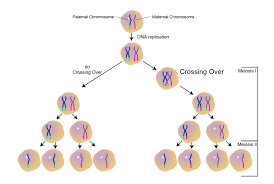 Paternal Chromosome
Maternal Chromosome
DNA replication
no
Crossing Over
Crossing Over
Meiosis I
Meiosis II